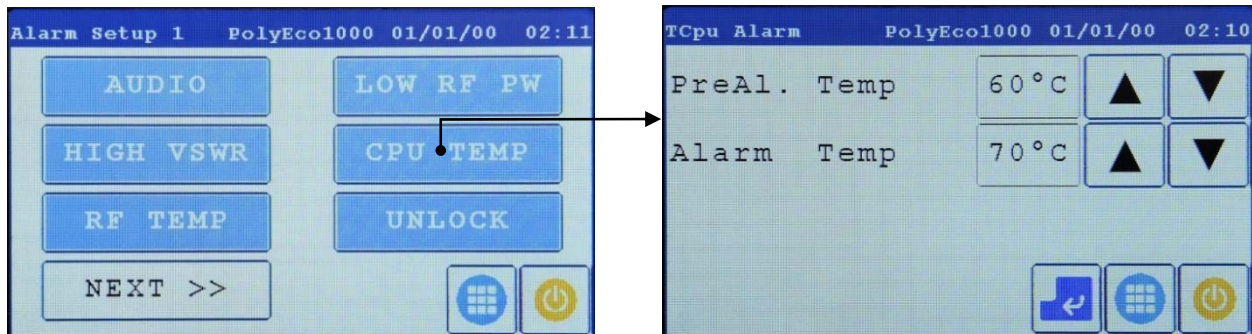 Alarm Setup 1 PolyEco1000 01/01/00 02:11
AUDIO
LOW RF PW
HIGH VSWR
CPU TEMP
RF TEMP
UNLOCK
NEXT >>
TCpu Alarm PolyEco1000 01/01/00 02:10
PreAl. Temp 60°C ▲ ▼
Alarm Temp 70°C ▲ ▼